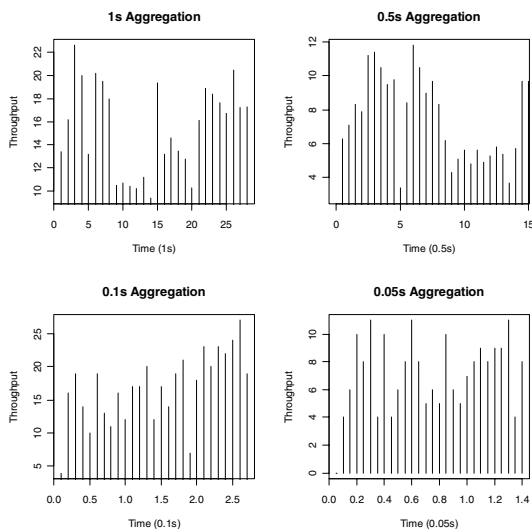 1s Aggregation
Throughput
10 12 14 16 18 20 22
0 5 10 15 20 25
Time (1s)
0.5s Aggregation
Throughput
4 6 8 10 12
0 5 10 15
Time (0.5s)
0.1s Aggregation
Throughput
5 10 15 20 25
0.0 0.5 1.0 1.5 2.0 2.5
Time (0.1s)
0.05s Aggregation
Throughput
0 2 4 6 8 10
0.0 0.2 0.4 0.6 0.8 1.0 1.2 1.4
Time (0.05s)